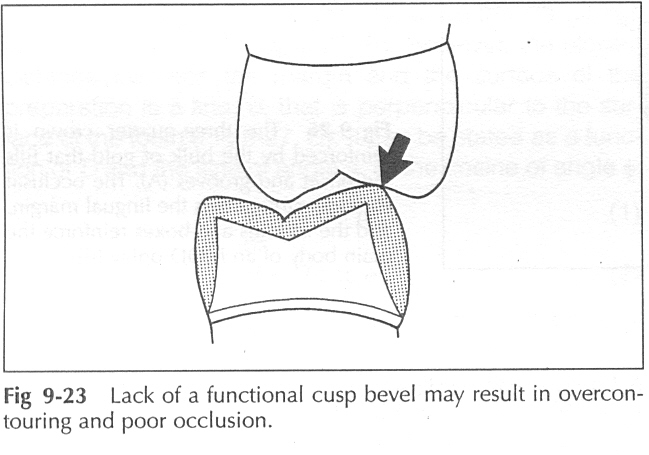 Fig 9-23 Lack of a functional cusp bevel may result in overcon-
touring and poor occlusion.